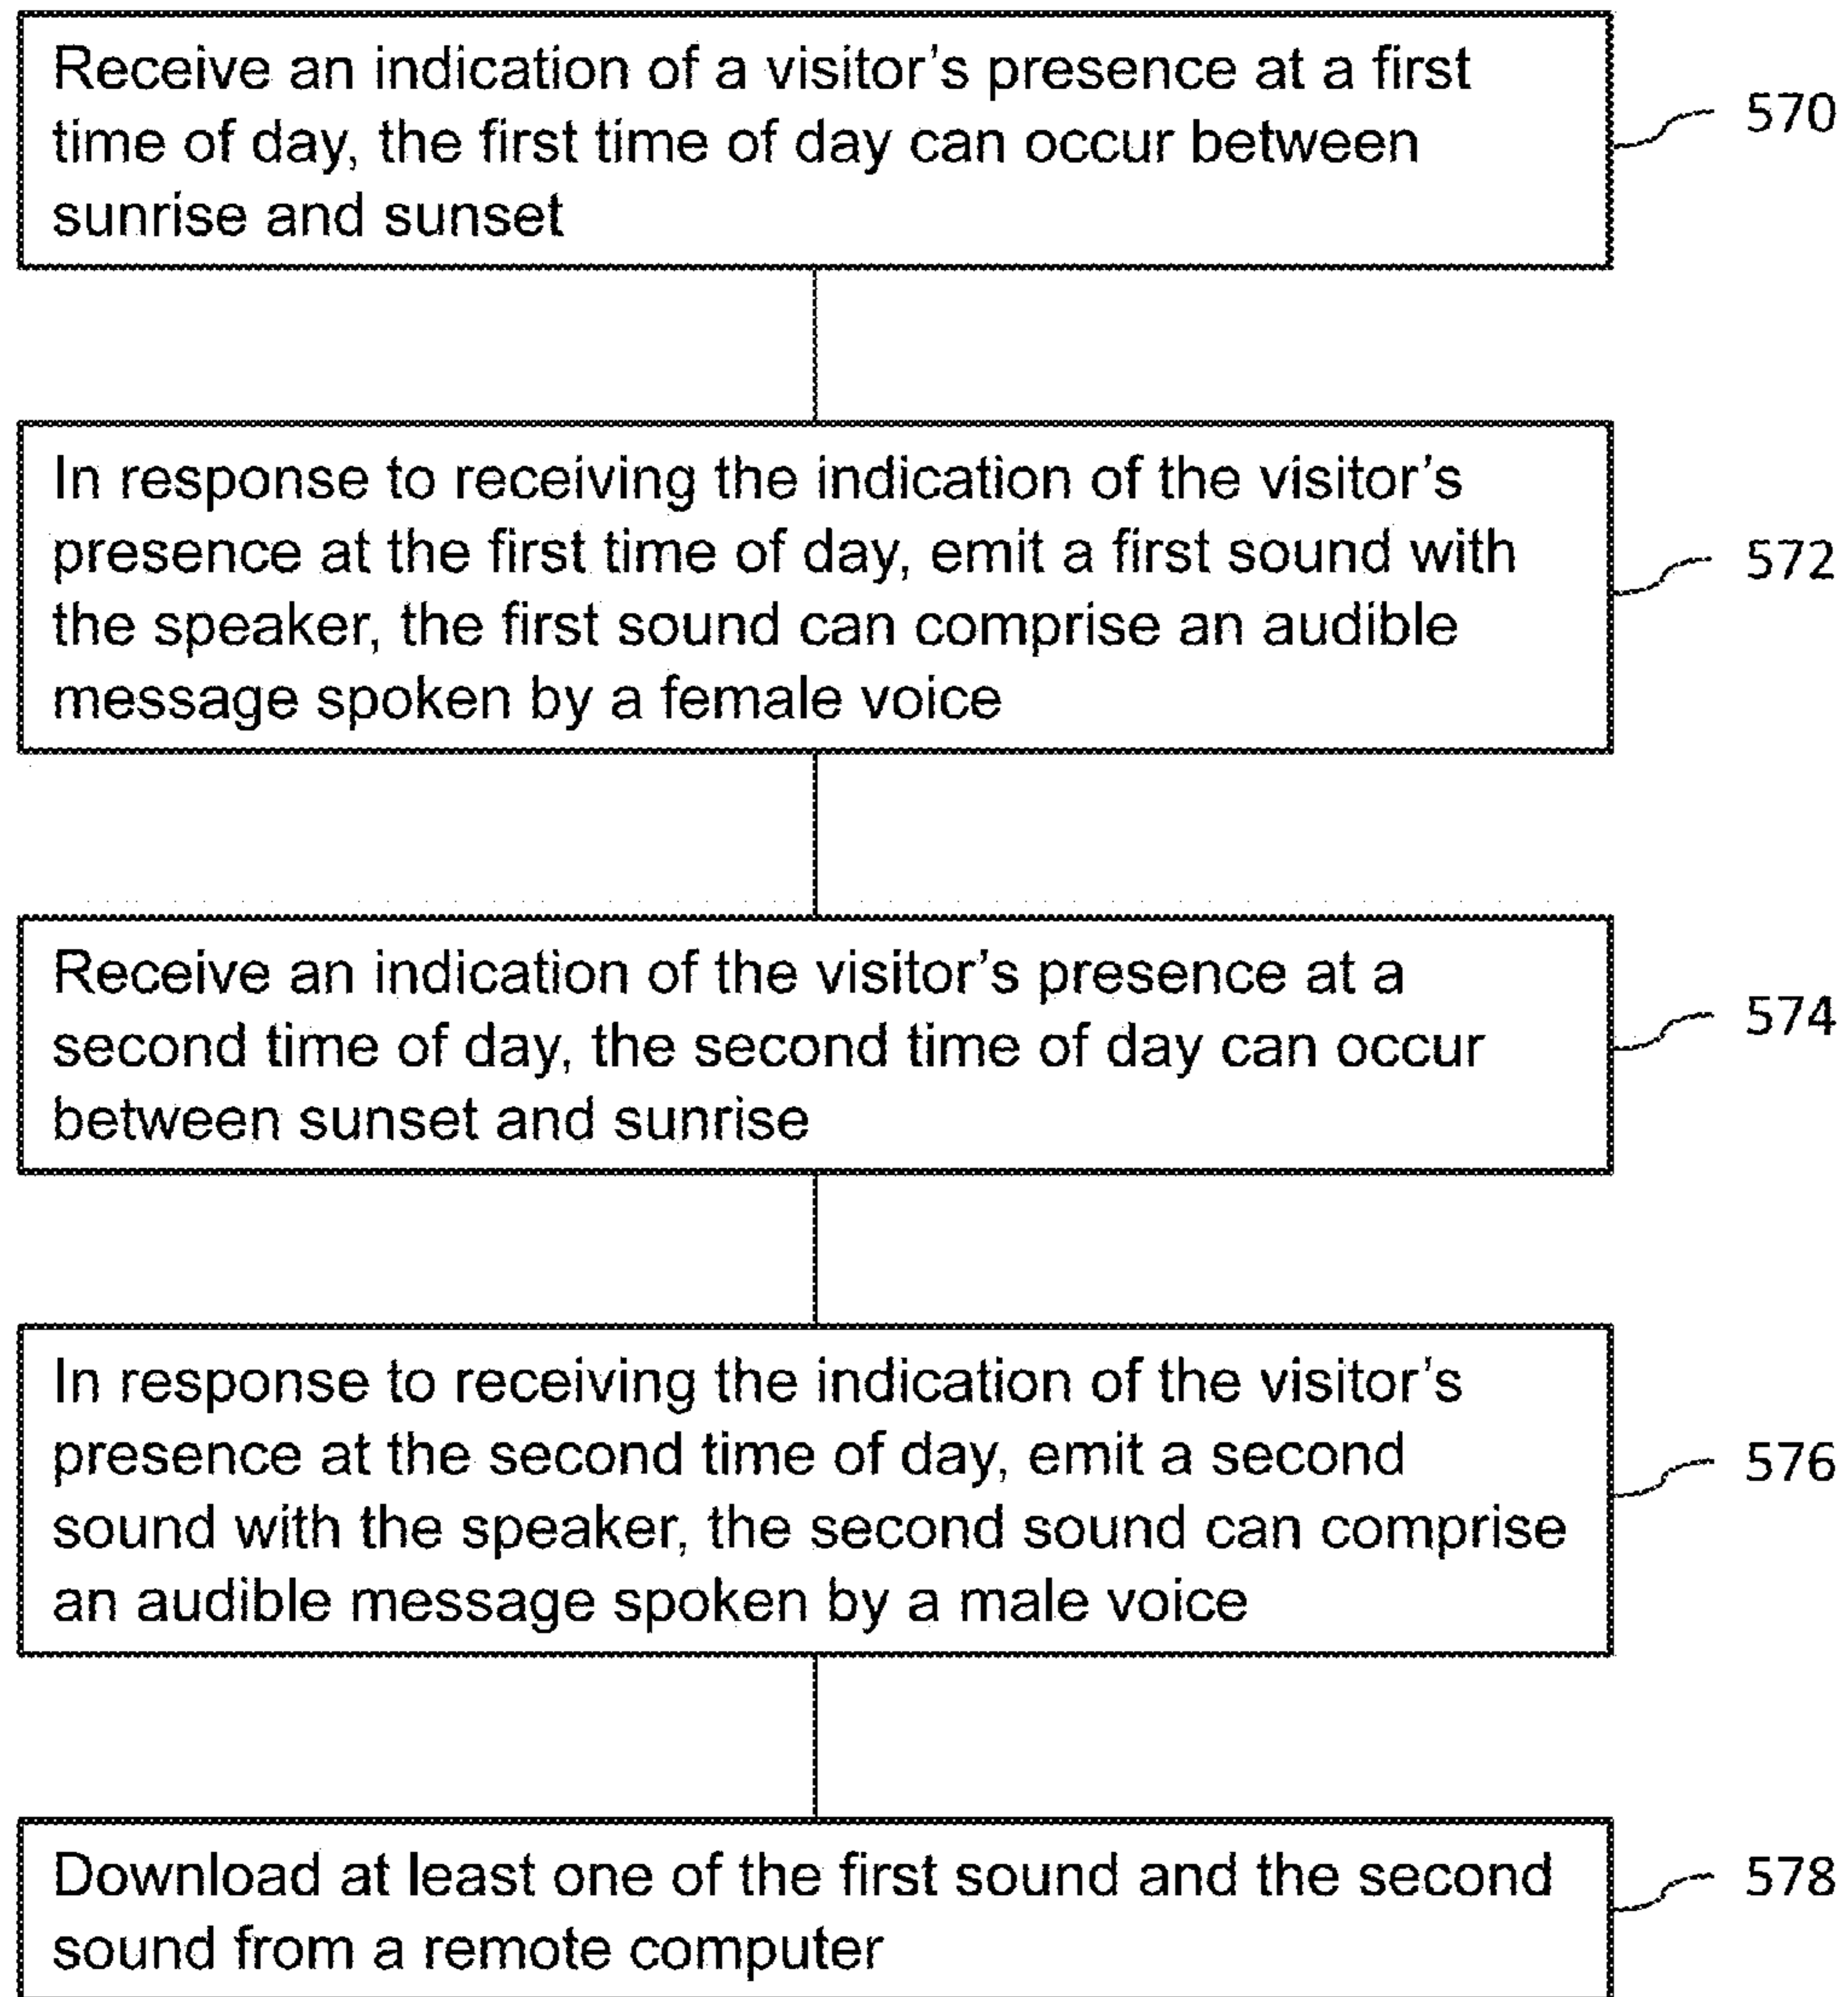 Receive an indication of a visitor's presence at a first
time of day, the first time of day can occur between
sunrise and sunset
570
In response to receiving the indication of the visitor's
presence at the first time of day, emit a first sound with
the speaker, the first sound can comprise an audible
message spoken by a female voice
572
Receive an indication of the visitor's presence at a
second time of day, the second time of day can occur
between sunset and sunrise
574
In response to receiving the indication of the visitor's
presence at the second time of day, emit a second
sound with the speaker, the second sound can comprise
an audible message spoken by a male voice
576
Download at least one of the first sound and the second
sound from a remote computer
578